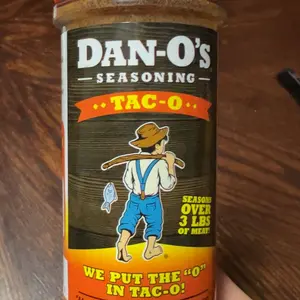 DAN-O's
SEASONING
TAC-O
SEASONS
OVER
3 LBS
OF MEAT!
WE PUT THE "O"
IN TAC-O!